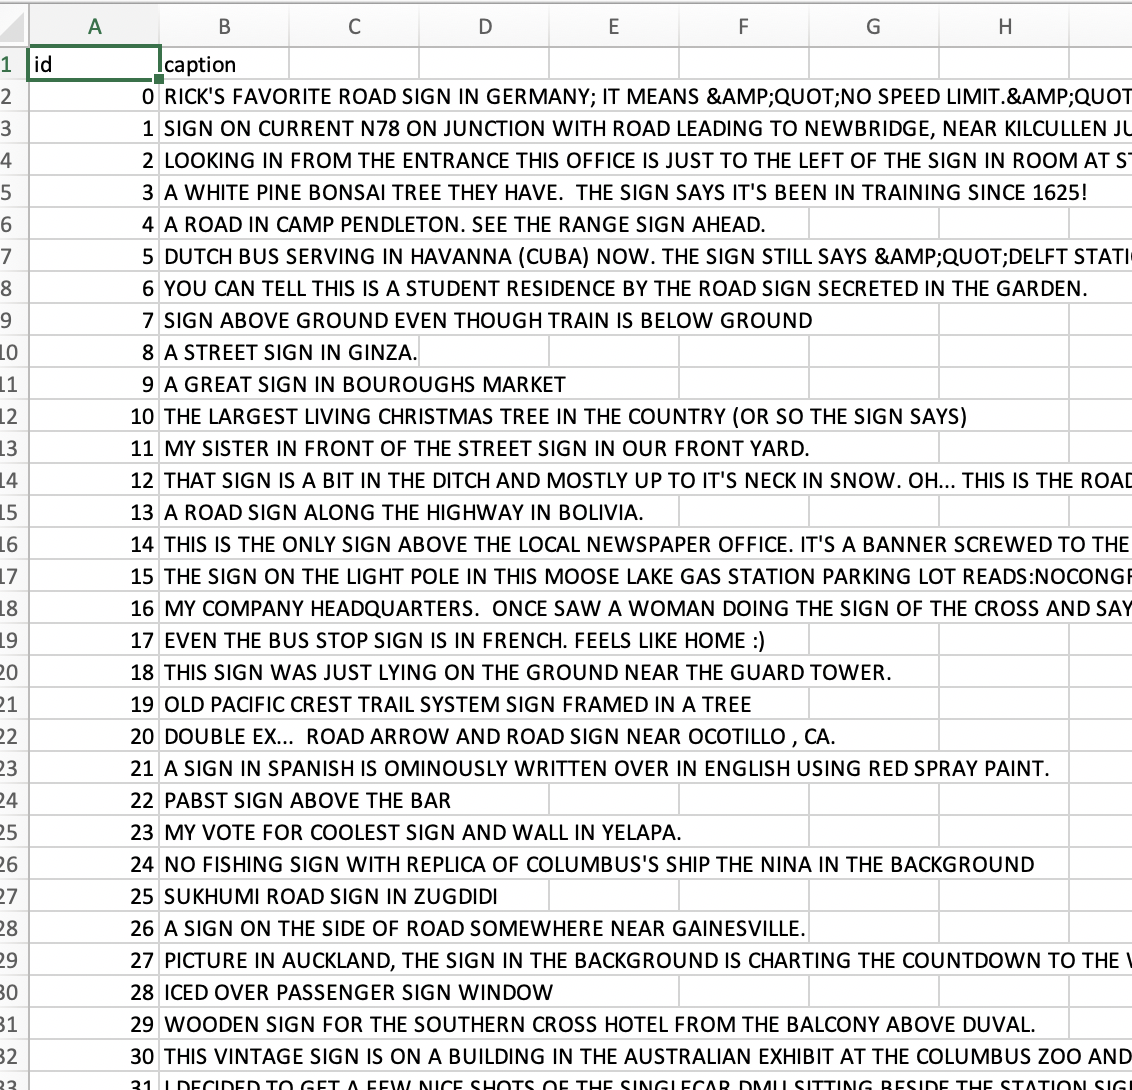 A B C D E F G H
1 id caption
2 0 RICK'S FAVORITE ROAD SIGN IN GERMANY; IT MEANS &AMP;QUOT;NO SPEED LIMIT.&AMP;QUOT
3 1 SIGN ON CURRENT N78 ON JUNCTION WITH ROAD LEADING TO NEWBRIDGE, NEAR KILCULLEN
4 2 LOOKING IN FROM THE ENTRANCE THIS OFFICE IS JUST TO THE LEFT OF THE SIGN IN ROOM AT
5 3 A WHITE PINE BONSAI TREE THEY HAVE.  THE SIGN SAYS IT'S BEEN IN TRAINING SINCE 1625!
6 4 A ROAD IN CAMP PENDLETON. SEE THE RANGE SIGN AHEAD.
7 5 DUTCH BUS SERVING IN HAVANNA (CUBA) NOW. THE SIGN STILL SAYS &AMP;QUOT;DELFT STATI
8 6 YOU CAN TELL THIS IS A STUDENT RESIDENCE BY THE ROAD SIGN SECRETED IN THE GARDEN.
9 7 SIGN ABOVE GROUND EVEN THOUGH TRAIN IS BELOW GROUND
10 8 A STREET SIGN IN GINZA.
11 9 A GREAT SIGN IN BOUROUGHS MARKET
12 10 THE LARGEST LIVING CHRISTMAS TREE IN THE COUNTRY (OR SO THE SIGN SAYS)
13 11 MY SISTER IN FRONT OF THE STREET SIGN IN OUR FRONT YARD.
14 12 THAT SIGN IS A BIT IN THE DITCH AND MOSTLY UP TO IT'S NECK IN SNOW. OH... THIS IS THE ROAD
15 13 A ROAD SIGN ALONG THE HIGHWAY IN BOLIVIA.
16 14 THIS IS THE ONLY SIGN ABOVE THE LOCAL NEWSPAPER OFFICE. IT'S A BANNER SCREWED TO THE
17 15 THE SIGN ON THE LIGHT POLE IN THIS MOOSE LAKE GAS STATION PARKING LOT READS:NOCONGR
18 16 MY COMPANY HEADQUARTERS.  ONCE SAW A WOMAN DOING THE SIGN OF THE CROSS AND SAY
19 17 EVEN THE BUS STOP SIGN IS IN FRENCH. FEELS LIKE HOME :)
20 18 THIS SIGN WAS JUST LYING ON THE GROUND NEAR THE GUARD TOWER.
21 19 OLD PACIFIC CREST TRAIL SYSTEM SIGN FRAMED IN A TREE
22 20 DOUBLE EX...  ROAD ARROW AND ROAD SIGN NEAR OCOTILLO , CA.
23 21 A SIGN IN SPANISH IS OMINOUSLY WRITTEN OVER IN ENGLISH USING RED SPRAY PAINT.
24 22 PABST SIGN ABOVE THE BAR
25 23 MY VOTE FOR COOLEST SIGN AND WALL IN YELAPA.
26 24 NO FISHING SIGN WITH REPLICA OF COLUMBUS'S SHIP THE NINA IN THE BACKGROUND
27 25 SUKHUMI ROAD SIGN IN ZUGDIDI
28 26 A SIGN ON THE SIDE OF ROAD SOMEWHERE NEAR GAINESVILLE.
29 27 PICTURE IN AUCKLAND, THE SIGN IN THE BACKGROUND IS CHARTING THE COUNTDOWN TO THE
30 28 ICED OVER PASSENGER SIGN WINDOW
31 29 WOODEN SIGN FOR THE SOUTHERN CROSS HOTEL FROM THE BALCONY ABOVE DUVAL.
32 30 THIS VINTAGE SIGN IS ON A BUILDING IN THE AUSTRALIAN EXHIBIT AT THE COLUMBUS ZOO AND
33 31 I DECIDED TO GET A FEW NICE SHOTS OF THE SINGLECAR DMU SITTING BESIDE THE STATION